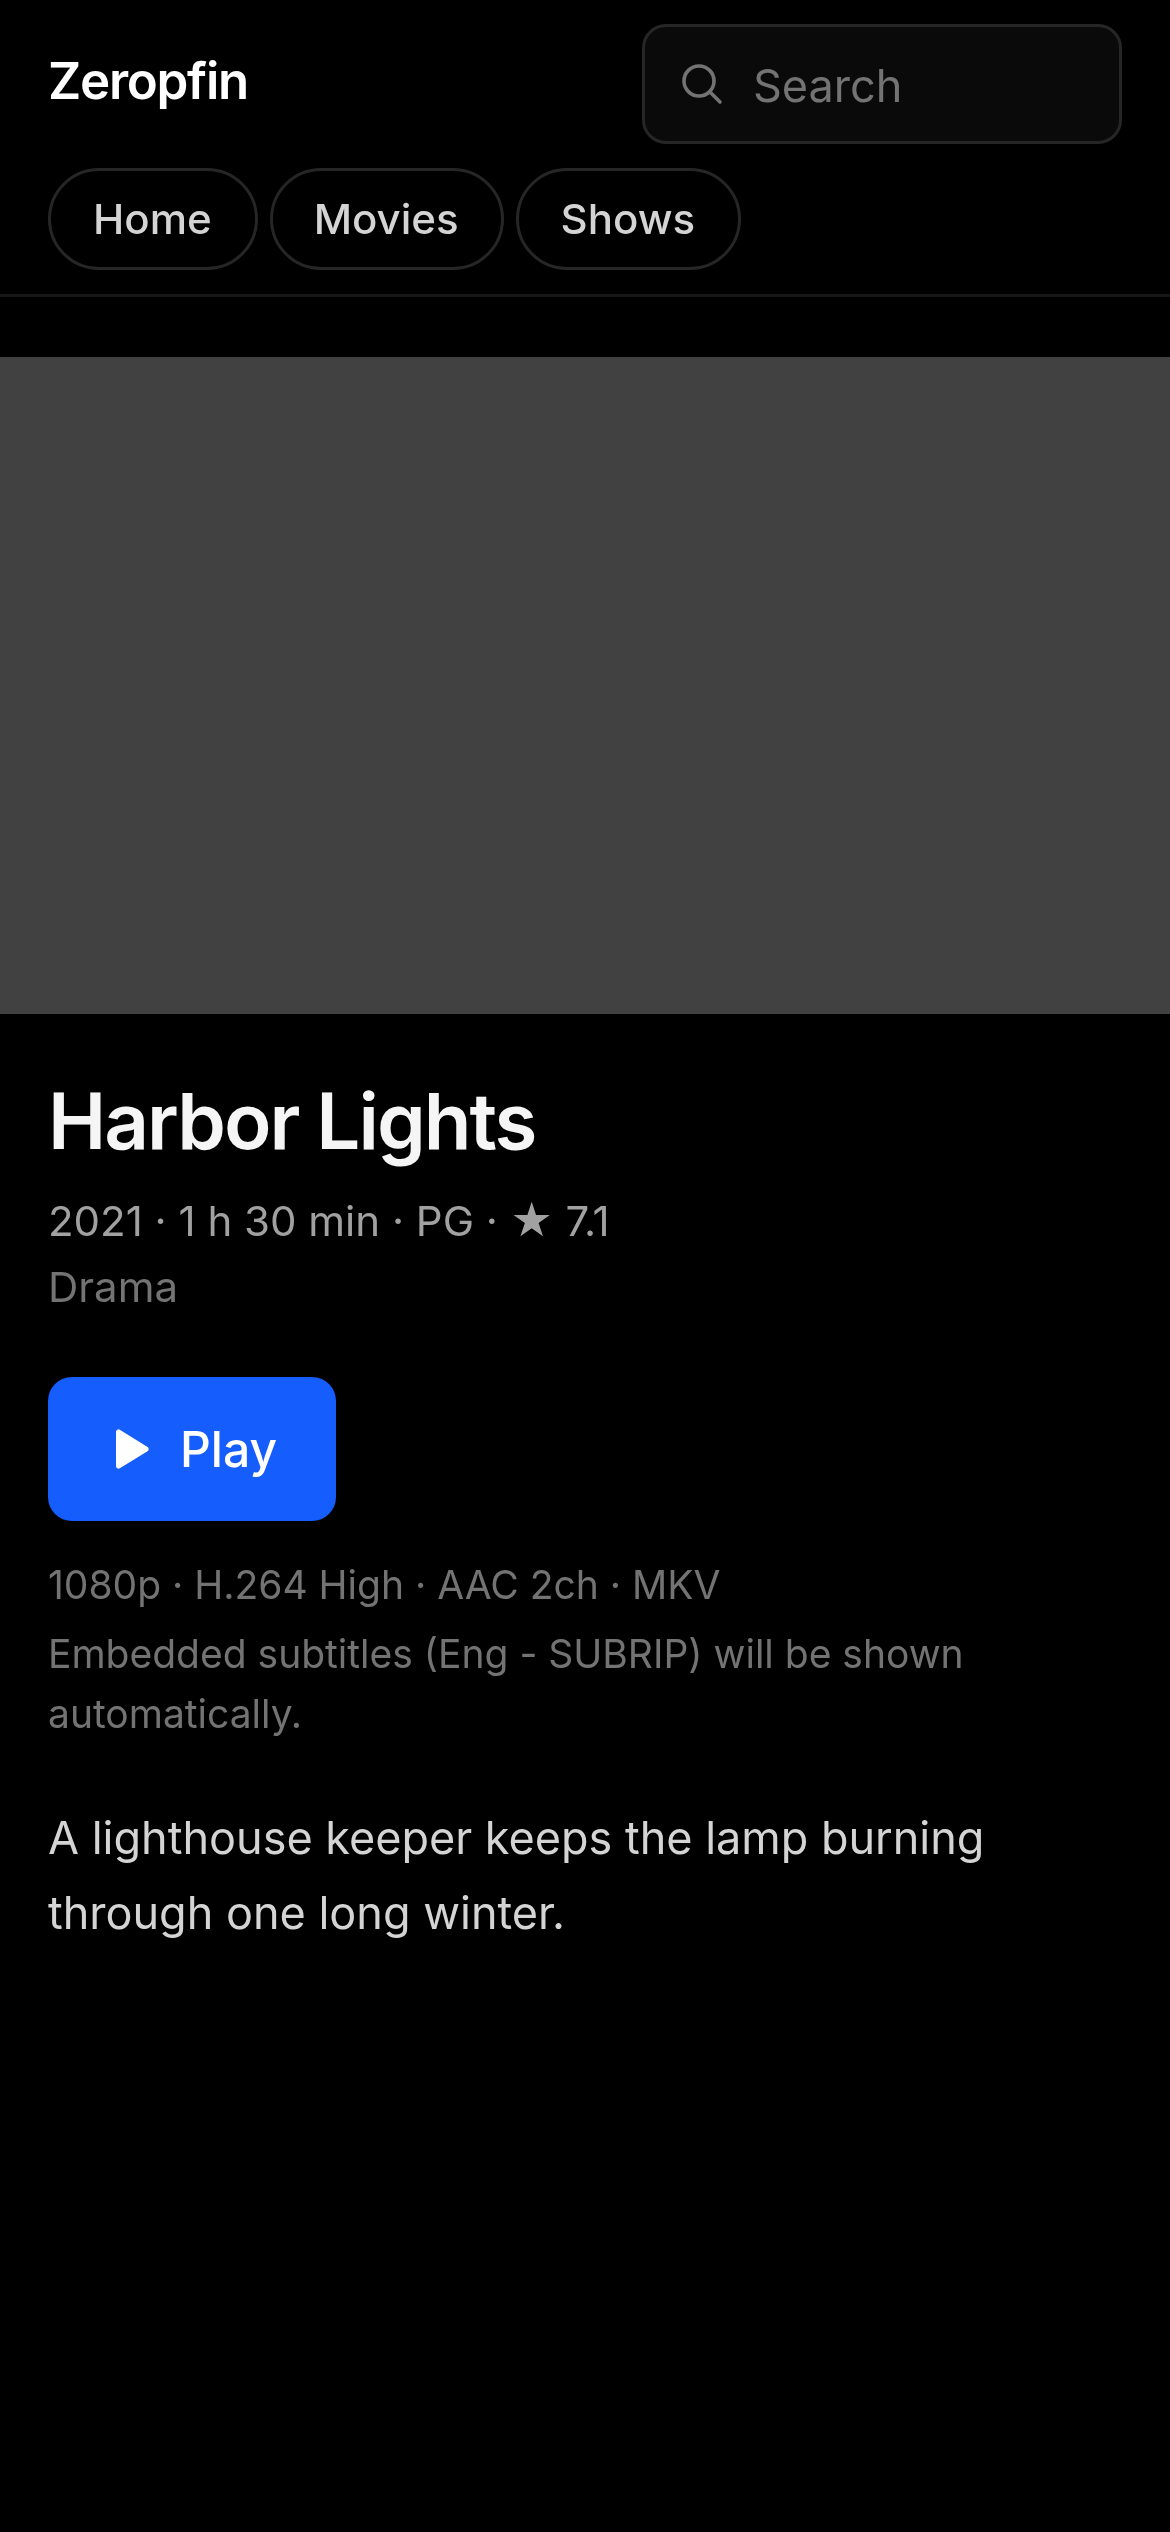 Zeropfin
Search
Home
Movies
Shows
Harbor Lights
2021 · 1 h 30 min · PG · ★ 7.1
Drama
Play
1080p · H.264 High · AAC 2ch · MKV
Embedded subtitles (Eng - SUBRIP) will be shown
automatically.
A lighthouse keeper keeps the lamp burning
through one long winter.